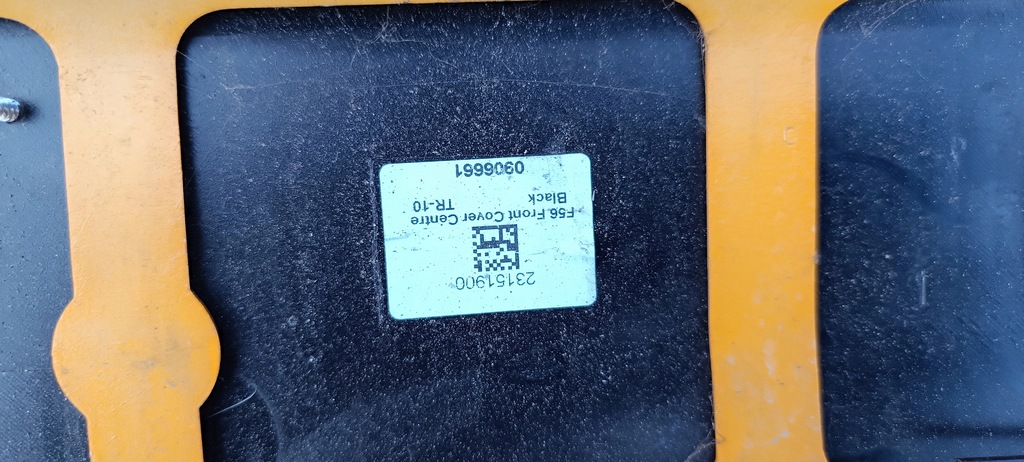 23151900
F56 Front Cover Centre
Black TR-10
0906661